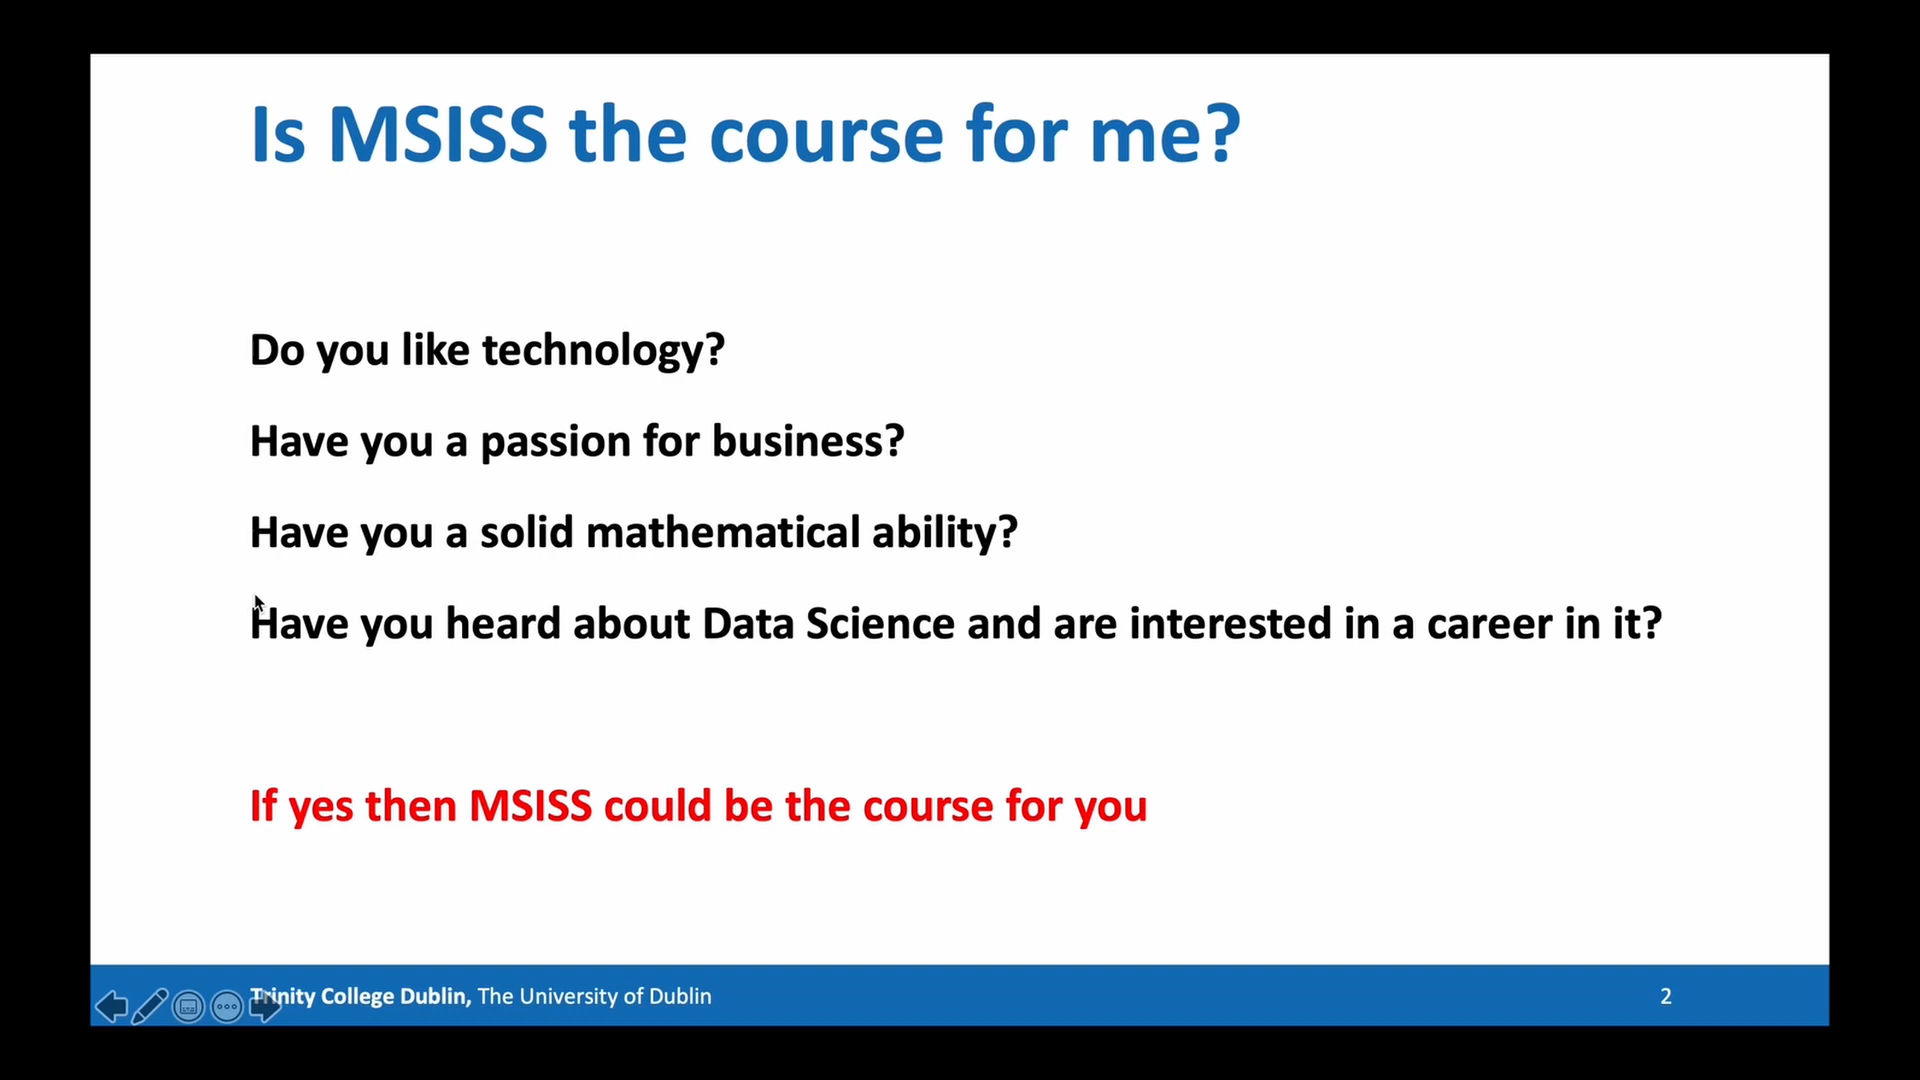 Is MSISS the course for me?
Do you like technology?
Have you a passion for business?
Have you a solid mathematical ability?
Have you heard about Data Science and are interested in a career in it?
If yes then MSISS could be the course for you
Trinity College Dublin, The University of Dublin
2